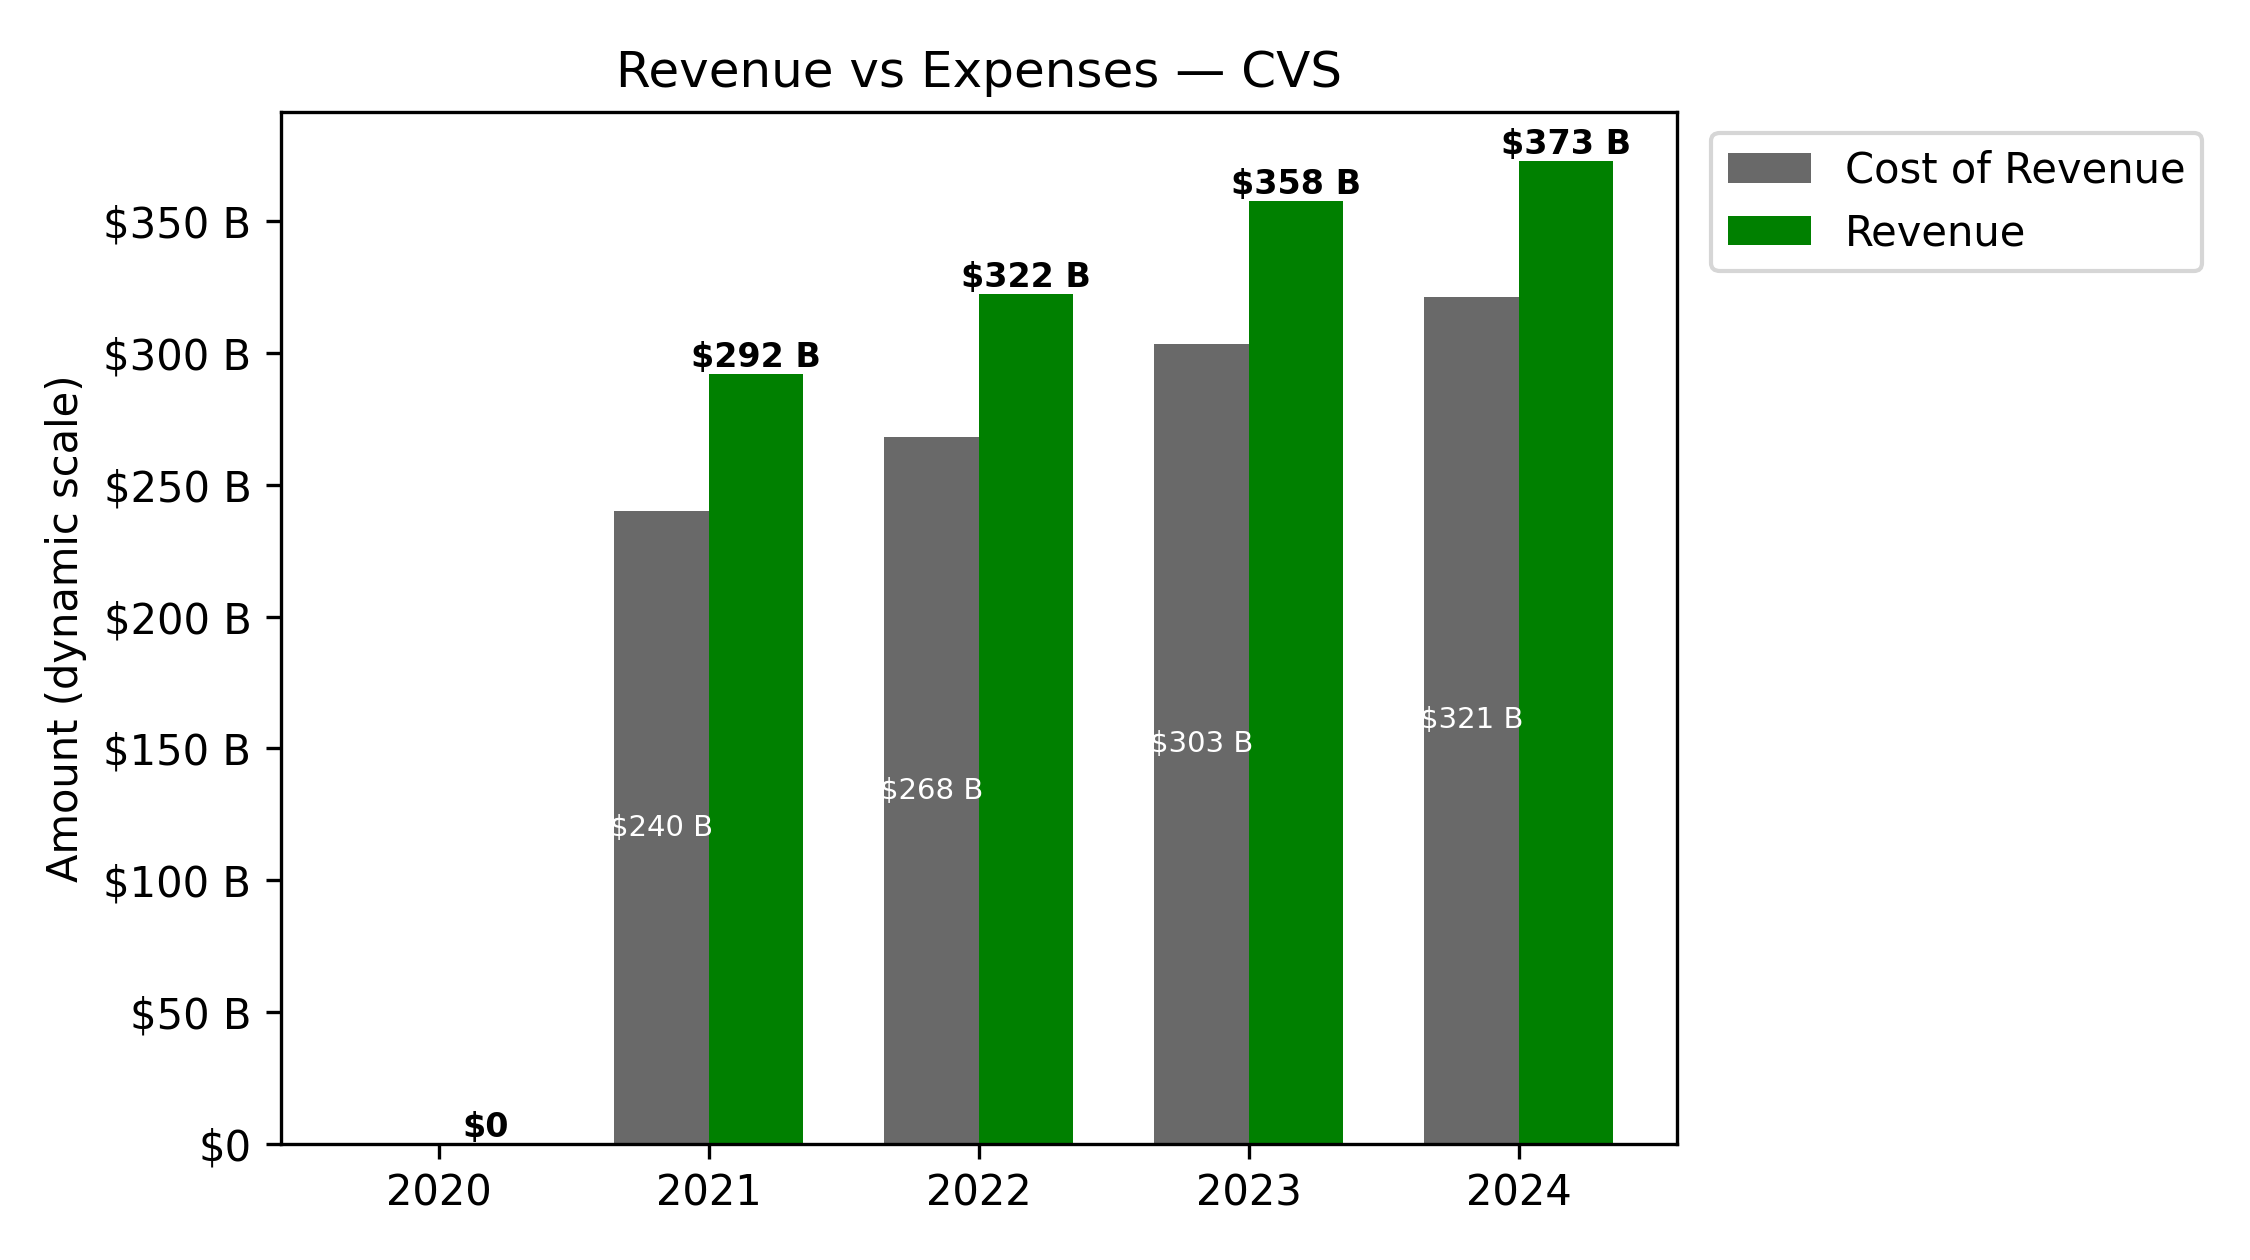 Revenue vs Expenses — CVS
Cost of Revenue
Revenue
Amount (dynamic scale)
$350 B
$300 B
$250 B
$200 B
$150 B
$100 B
$50 B
$0
$0
$240 B
$292 B
$268 B
$322 B
$303 B
$358 B
$321 B
$373 B
2020
2021
2022
2023
2024